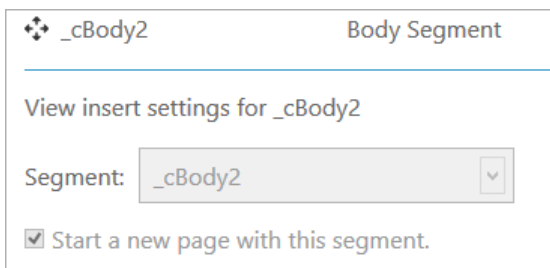 _cBody2 Body Segment
View insert settings for _cBody2
Segment: _cBody2
Start a new page with this segment.